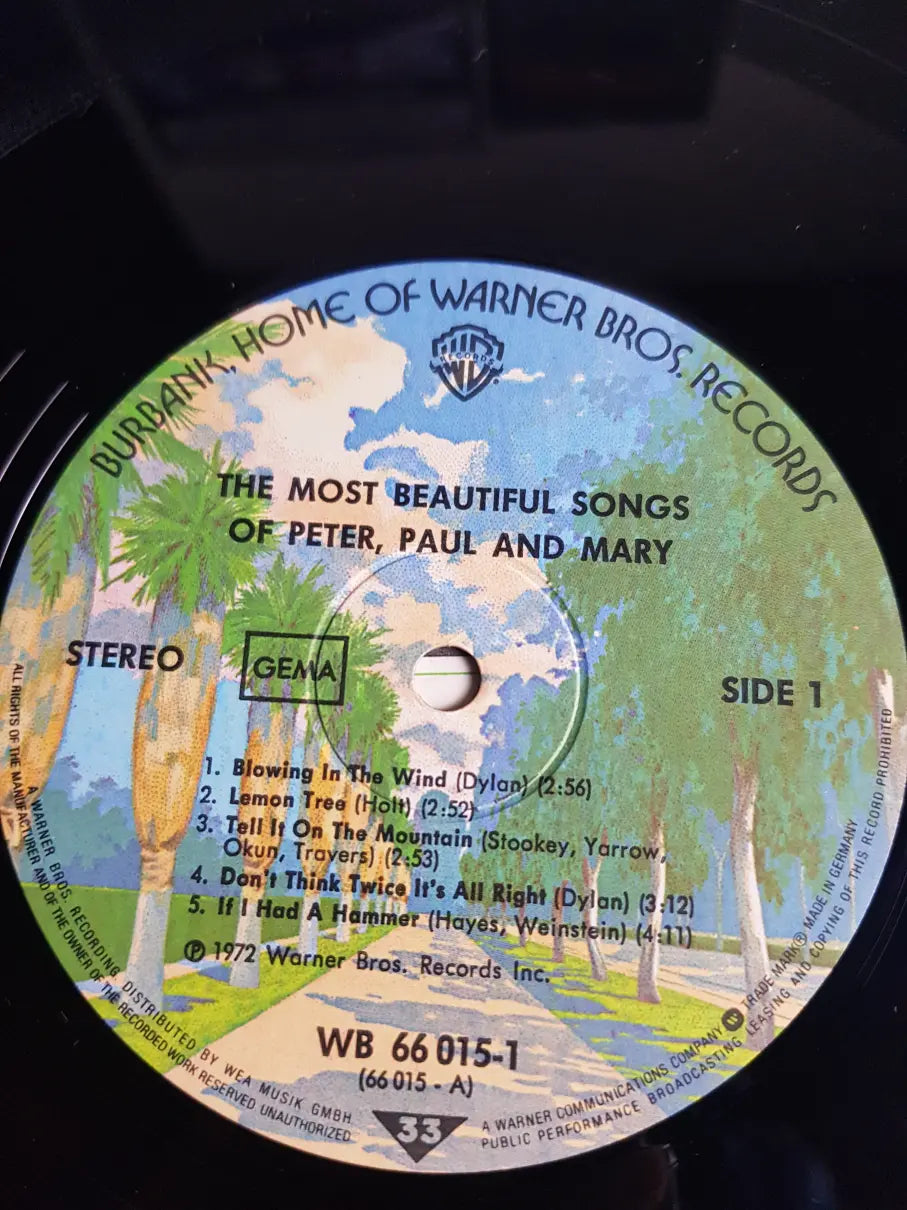 BURBANK, HOME OF WARNER BROS. RECORDS
WB
RECORDS
®
THE MOST BEAUTIFUL SONGS
OF PETER, PAUL AND MARY
STEREO
GEMA
SIDE 1
1. Blowing In The Wind (Dylan) (2:56)
2. Lemon Tree (Holt) (2:52)
3. Tell It On The Mountain (Stookey, Yarrow,
Okun, Travers) (2:53)
4. Don't Think Twice It's All Right (Dylan) (3:12)
5. If I Had A Hammer (Hayes, Weinstein) (4:11)
℗ 1972 Warner Bros. Records Inc.
WB 66 015-1
(66 015 - A)
33
A WARNER BROS. RECORDING. DISTRIBUTED BY WEA MUSIK GMBH
A WARNER COMMUNICATIONS COMPANY TRADE MARK® MADE IN GERMANY
ALL RIGHTS OF THE MANUFACTURER AND OF THE OWNER OF THE RECORDED WORK RESERVED UNAUTHORIZED
PUBLIC PERFORMANCE BROADCASTING LEASING AND COPYING OF THIS RECORD PROHIBITED